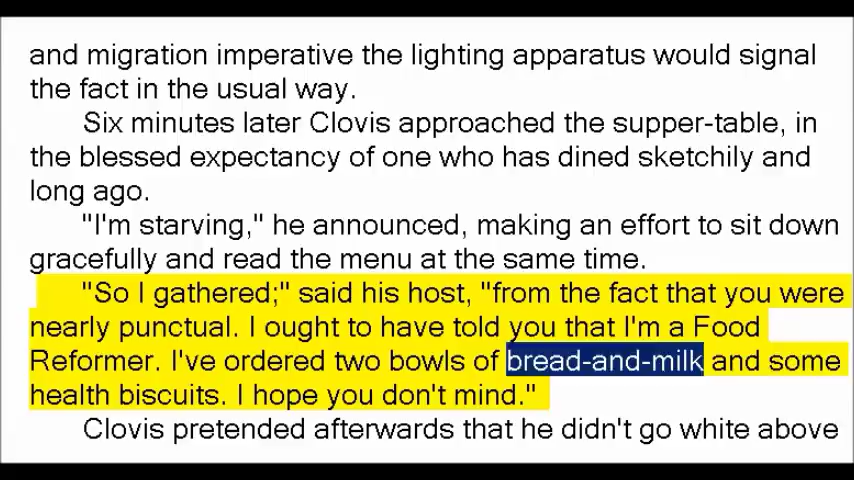 and migration imperative the lighting apparatus would signal
the fact in the usual way.
Six minutes later Clovis approached the supper-table, in
the blessed expectancy of one who has dined sketchily and
long ago.
"I'm starving," he announced, making an effort to sit down
gracefully and read the menu at the same time.
"So I gathered;" said his host, "from the fact that you were
nearly punctual. I ought to have told you that I'm a Food
Reformer. I've ordered two bowls of bread-and-milk and some
health biscuits. I hope you don't mind."
Clovis pretended afterwards that he didn't go white above